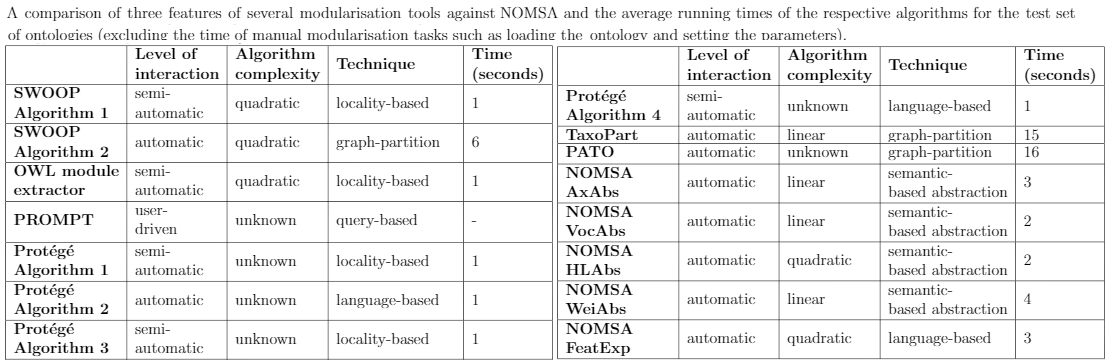 A comparison of three features of several modularisation tools against NOMSA and the average running times of the respective algorithms for the test set
of ontologies (excluding the time of manual modularisation tasks such as loading the ontology and setting the parameters).
Level of interaction Algorithm complexity Technique Time (seconds)
SWOOP Algorithm 1 semi-automatic quadratic locality-based 1
SWOOP Algorithm 2 automatic quadratic graph-partition 6
OWL module extractor semi-automatic quadratic locality-based 1
PROMPT user-driven unknown query-based -
Protégé Algorithm 1 semi-automatic unknown locality-based 1
Protégé Algorithm 2 automatic unknown language-based 1
Protégé Algorithm 3 semi-automatic unknown locality-based 1
Level of interaction Algorithm complexity Technique Time (seconds)
Protégé Algorithm 4 semi-automatic unknown language-based 1
TaxoPart automatic linear graph-partition 15
PATO automatic unknown graph-partition 16
NOMSA AxAbs automatic linear semantic-based abstraction 3
NOMSA VocAbs automatic linear semantic-based abstraction 2
NOMSA HLAbs automatic quadratic semantic-based abstraction 2
NOMSA WeiAbs automatic linear semantic-based abstraction 4
NOMSA FeatExp automatic quadratic language-based 3